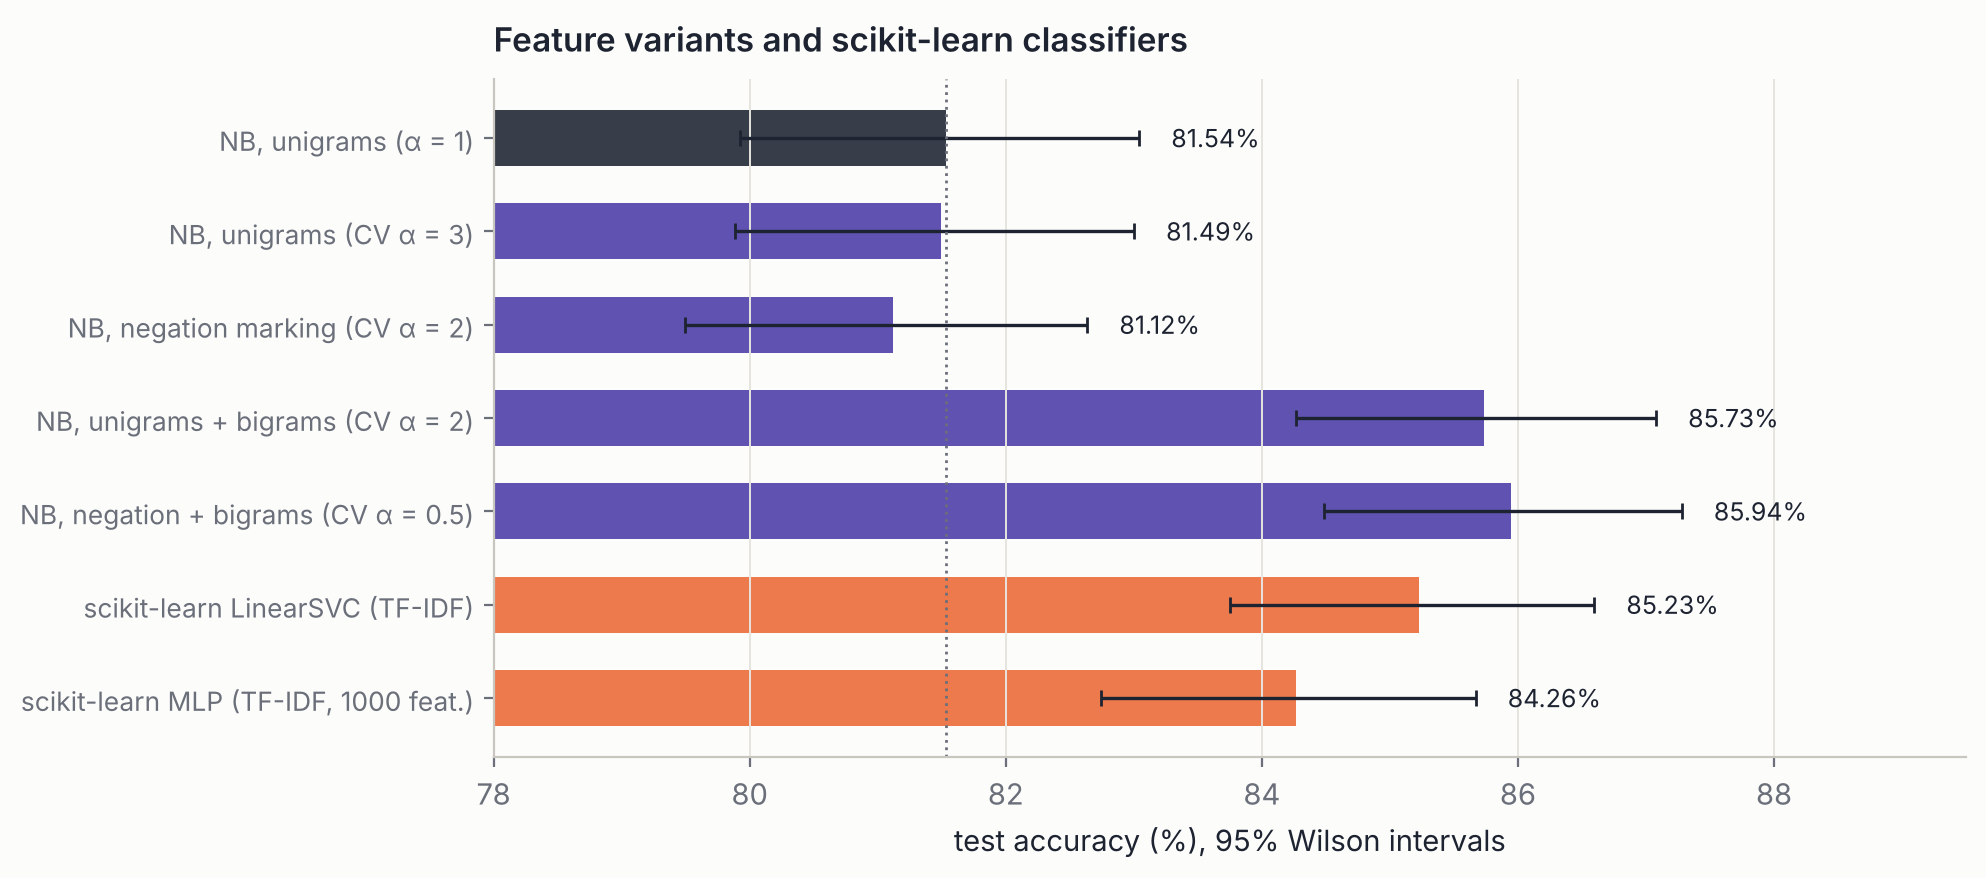 Feature variants and scikit-learn classifiers
NB, unigrams (α = 1)
81.54%
NB, unigrams (CV α = 3)
81.49%
NB, negation marking (CV α = 2)
81.12%
NB, unigrams + bigrams (CV α = 2)
85.73%
NB, negation + bigrams (CV α = 0.5)
85.94%
scikit-learn LinearSVC (TF-IDF)
85.23%
scikit-learn MLP (TF-IDF, 1000 feat.)
84.26%
78 80 82 84 86 88
test accuracy (%), 95% Wilson intervals